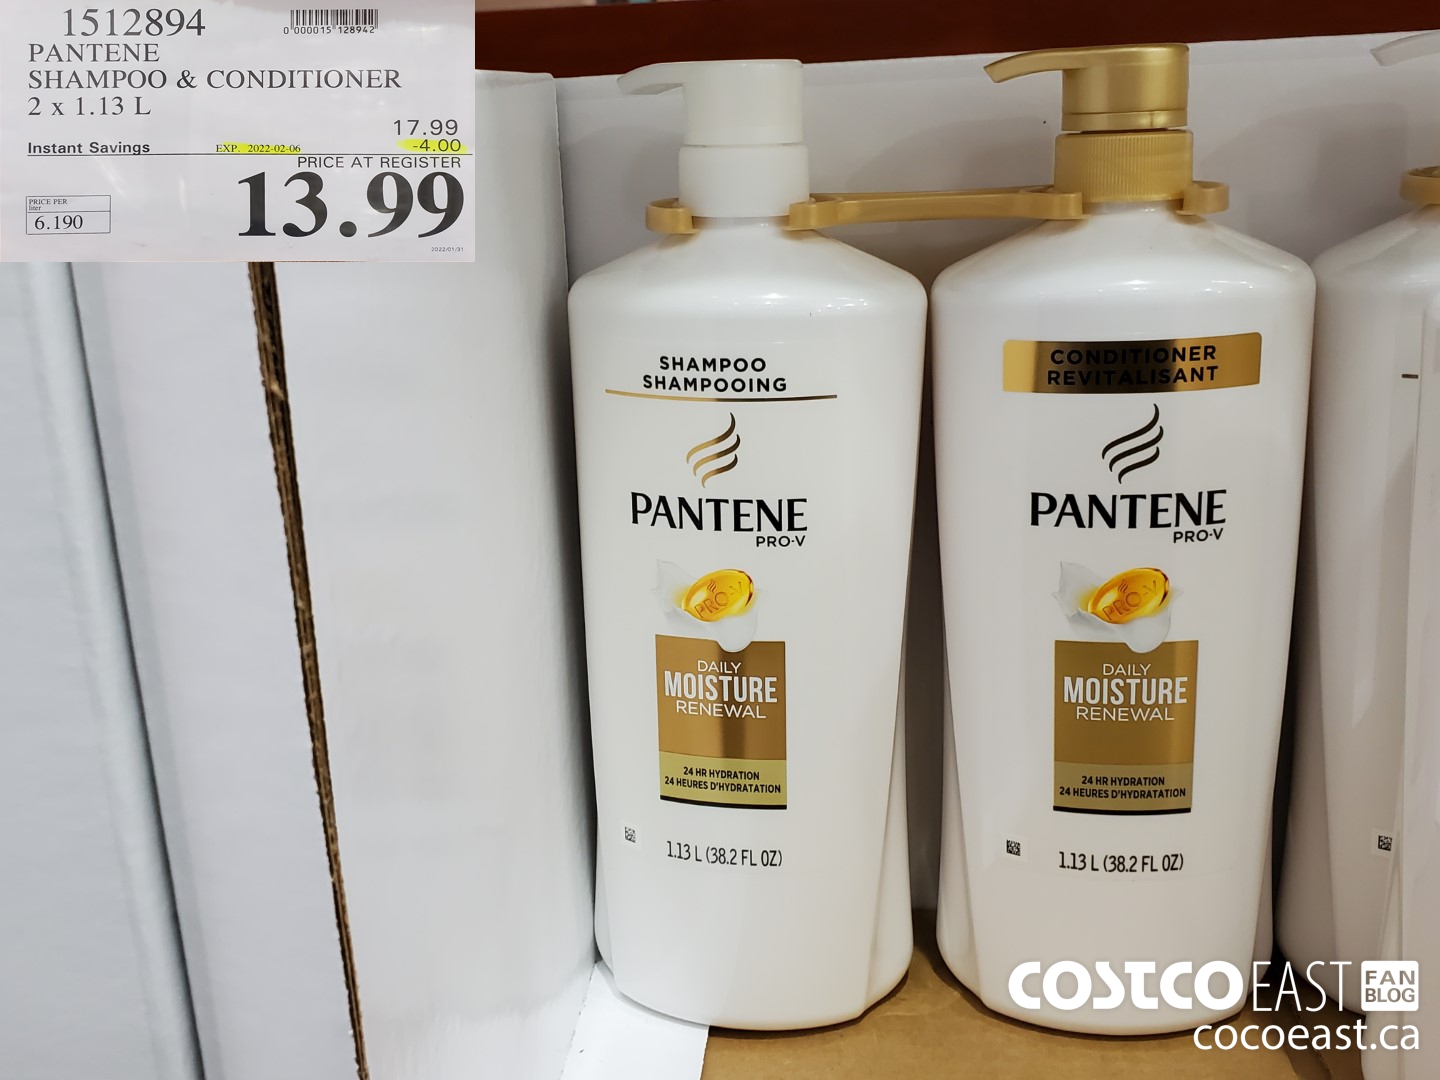 1512894
0"000015"128942"
PANTENE
SHAMPOO & CONDITIONER
2 x 1.13 L
17.99
Instant Savings EXP. 2022-02-06 -4.00
PRICE AT REGISTER
13.99
PRICE PER
liter
6.190
2022/01/31
SHAMPOO
SHAMPOOING
PANTENE
PRO-V
PRO-V
DAILY
MOISTURE
RENEWAL
24 HR HYDRATION
24 HEURES D'HYDRATATION
1.13 L (38.2 FL OZ)
CONDITIONER
REVITALISANT
PANTENE
PRO-V
PRO-V
DAILY
MOISTURE
RENEWAL
24 HR HYDRATION
24 HEURES D'HYDRATATION
1.13 L (38.2 FL OZ)
COSTCO EAST FAN BLOG
cocoeast.ca